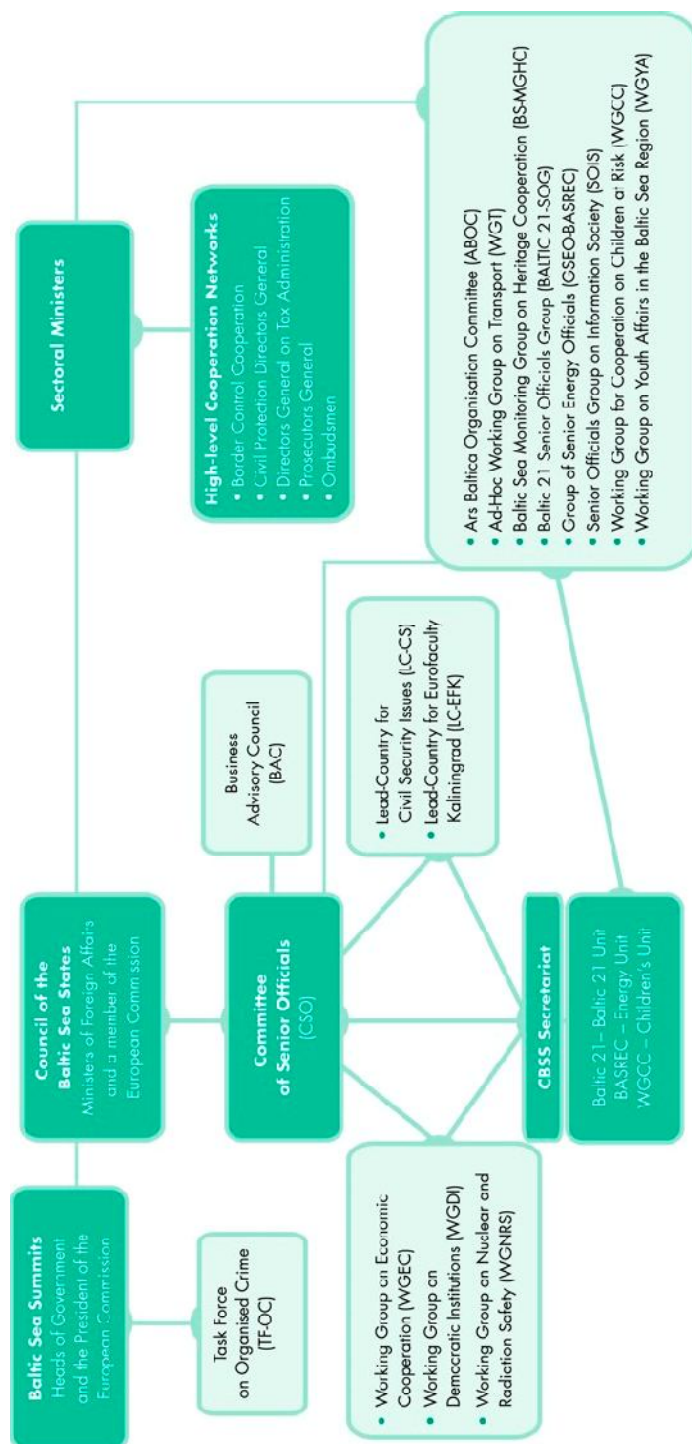 Baltic Sea Summits
Heads of Government
and the President of the
European Commission
Council of the
Baltic Sea States
Ministers of Foreign Affairs
and a member of the
European Commission
Sectoral Ministers
Task Force
on Organised Crime
(TF-OC)
Committee
of Senior Officials
(CSO)
Business
Advisory Council
(BAC)
High-level Cooperation Networks
• Border Control Cooperation
• Civil Protection Directors General
• Directors General on Tax Administration
• Prosecutors General
• Ombudsmen
• Working Group on Economic
Cooperation (WGEC)
• Working Group on
Democratic Institutions (WGDI)
• Working Group on Nuclear and
Radiction Safety (WGNRS)
• Lead-Country for
Civil Security Issues (LC-CS)
• Lead-Country for Eurofaculty
Kaliningrad (LC-EFK)
CBSS Secretariat
Baltic 21– Baltic 21 Unit
BASREC – Energy Unit
WGCC – Children's Unit
• Ars Baltica Organisation Committee (ABOC)
• Ad-Hoc Working Group on Transport (WGT)
• Baltic Sea Monitoring Group on Heritage Cooperation (BS-MGHC)
• Baltic 21 Senior Officials Group (BALTIC 21-SOG)
• Group of Senior Energy Officials (GSEO-BASREC)
• Senior Officials Group on Information Society (SOIS)
• Working Group for Cooperation on Children at Risk (WGCC)
• Working Group on Youth Affairs in the Baltic Sea Region (WGYA)